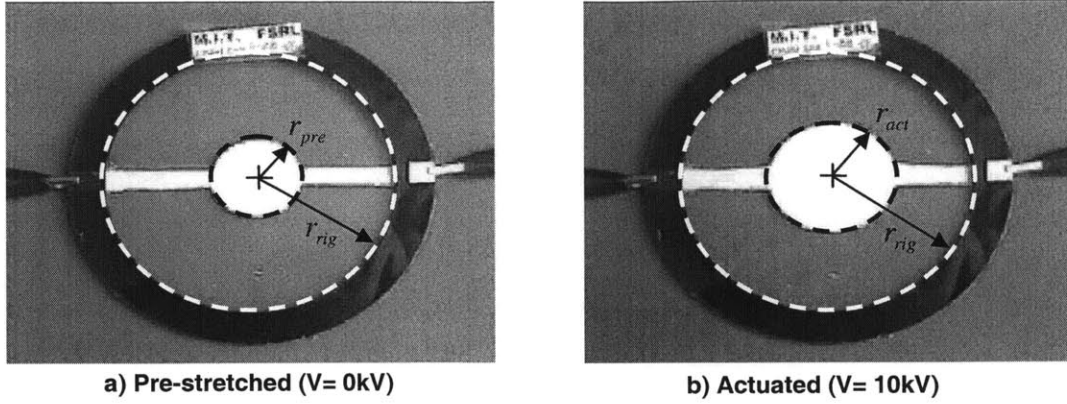 M.I.T. FSRL
r_pre
r_rig
a) Pre-stretched (V= 0kV)
M.I.T. FSRL
r_act
r_rig
b) Actuated (V= 10kV)